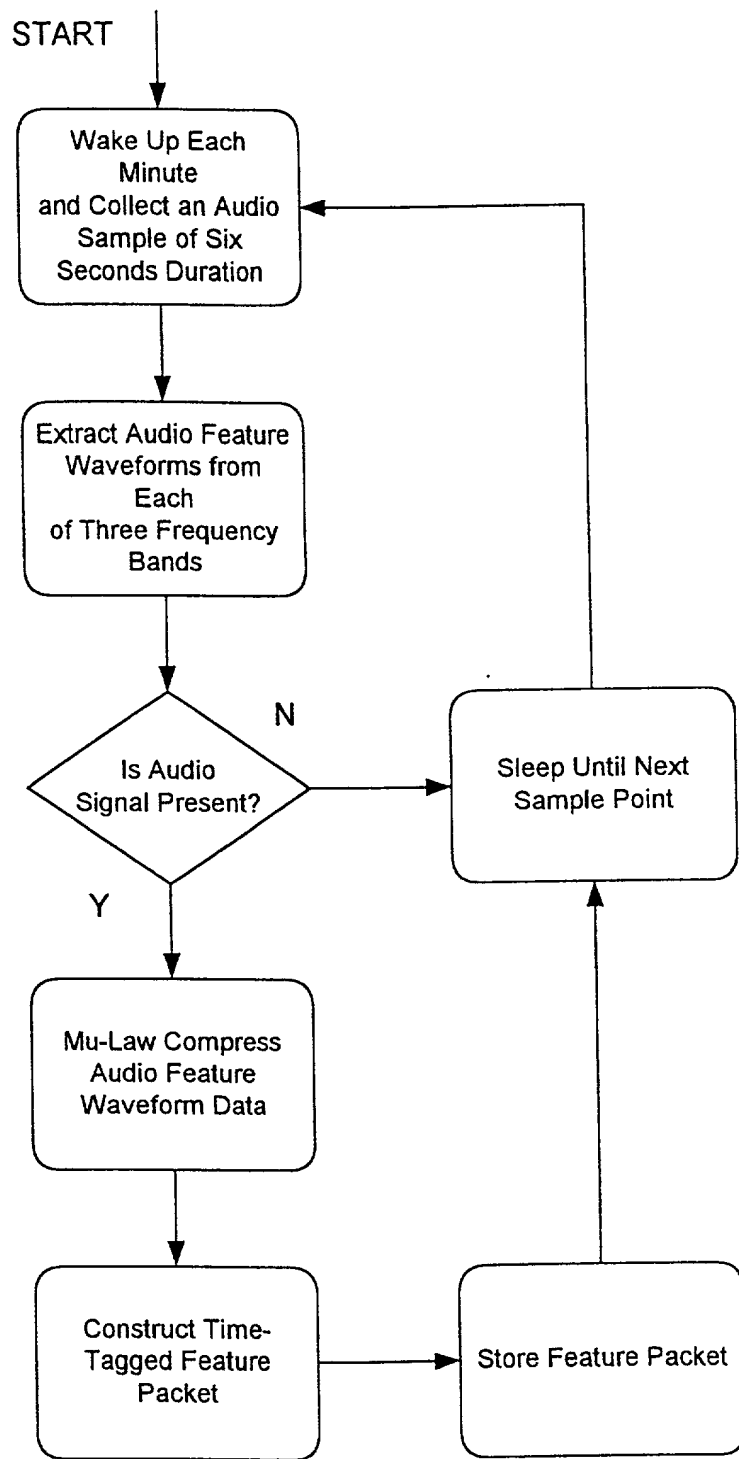 START
Wake Up Each
Minute
and Collect an Audio
Sample of Six
Seconds Duration
Extract Audio Feature
Waveforms from
Each
of Three Frequency
Bands
Is Audio
Signal Present?
N
Sleep Until Next
Sample Point
Y
Mu-Law Compress
Audio Feature
Waveform Data
Construct Time-
Tagged Feature
Packet
Store Feature Packet